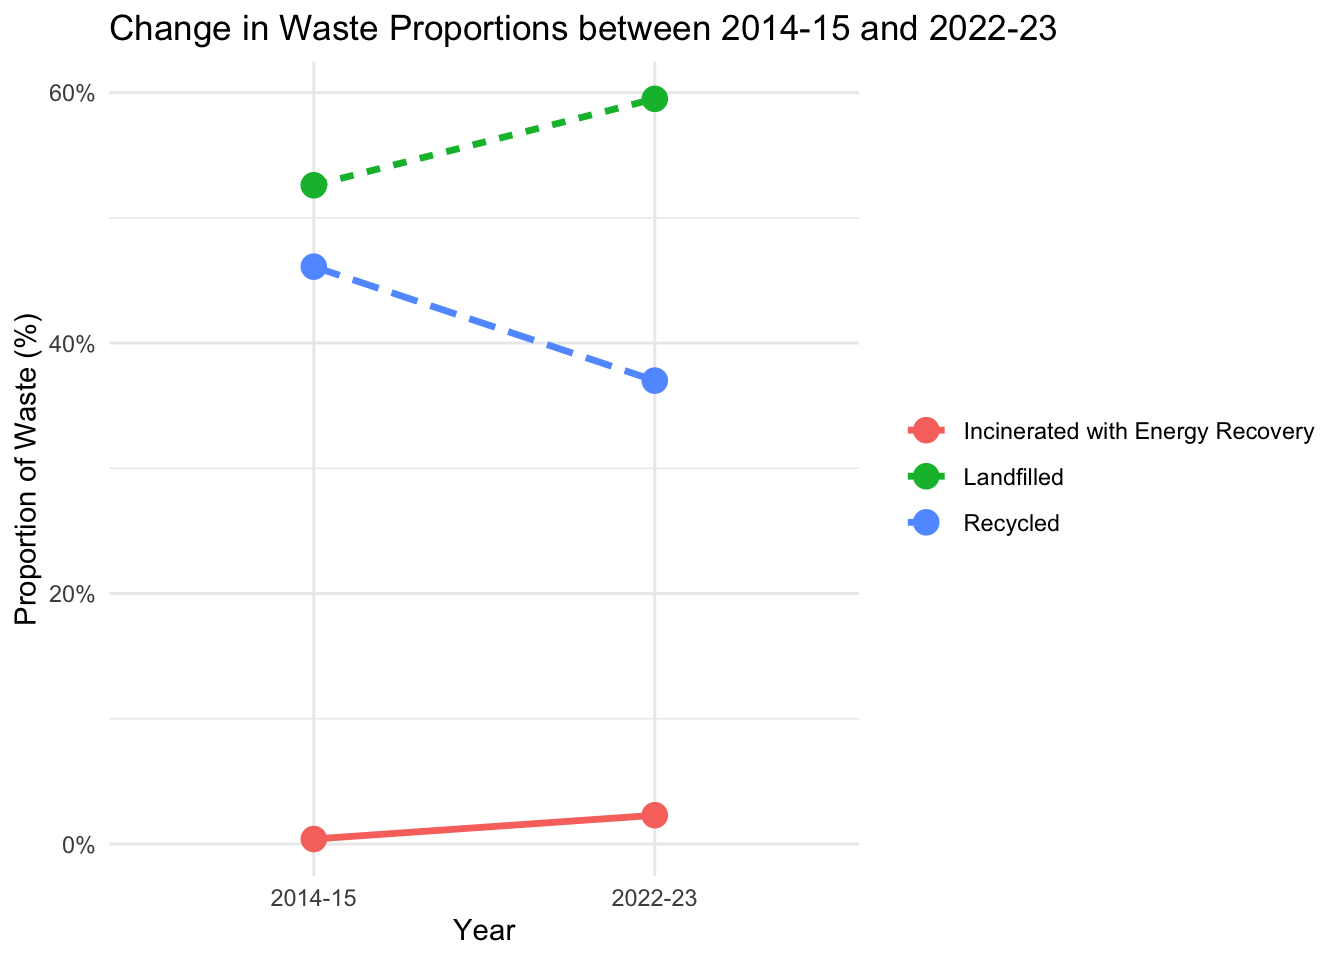 Change in Waste Proportions between 2014-15 and 2022-23
Proportion of Waste (%)
60%
40%
20%
0%
2014-15
2022-23
Year
Incinerated with Energy Recovery
Landfilled
Recycled